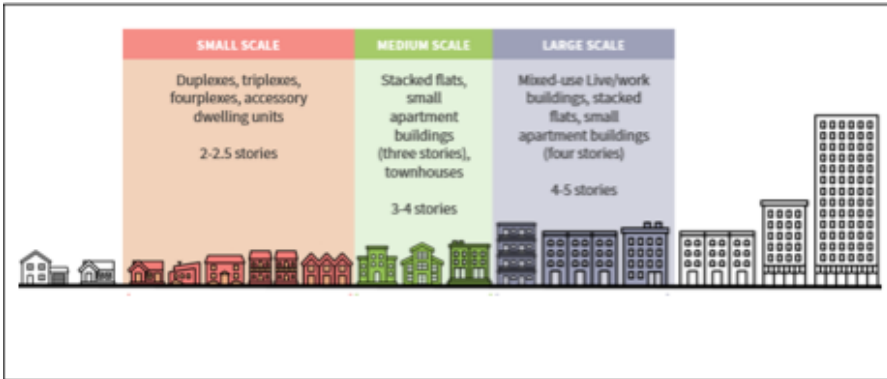 SMALL SCALE
Duplexes, triplexes,
fourplexes, accessory
dwelling units
2-2.5 stories
MEDIUM SCALE
Stacked flats,
small
apartment
buildings
(three stories),
townhouses
3-4 stories
LARGE SCALE
Mixed-use Live/work
buildings, stacked
flats, small
apartment buildings
(four stories)
4-5 stories